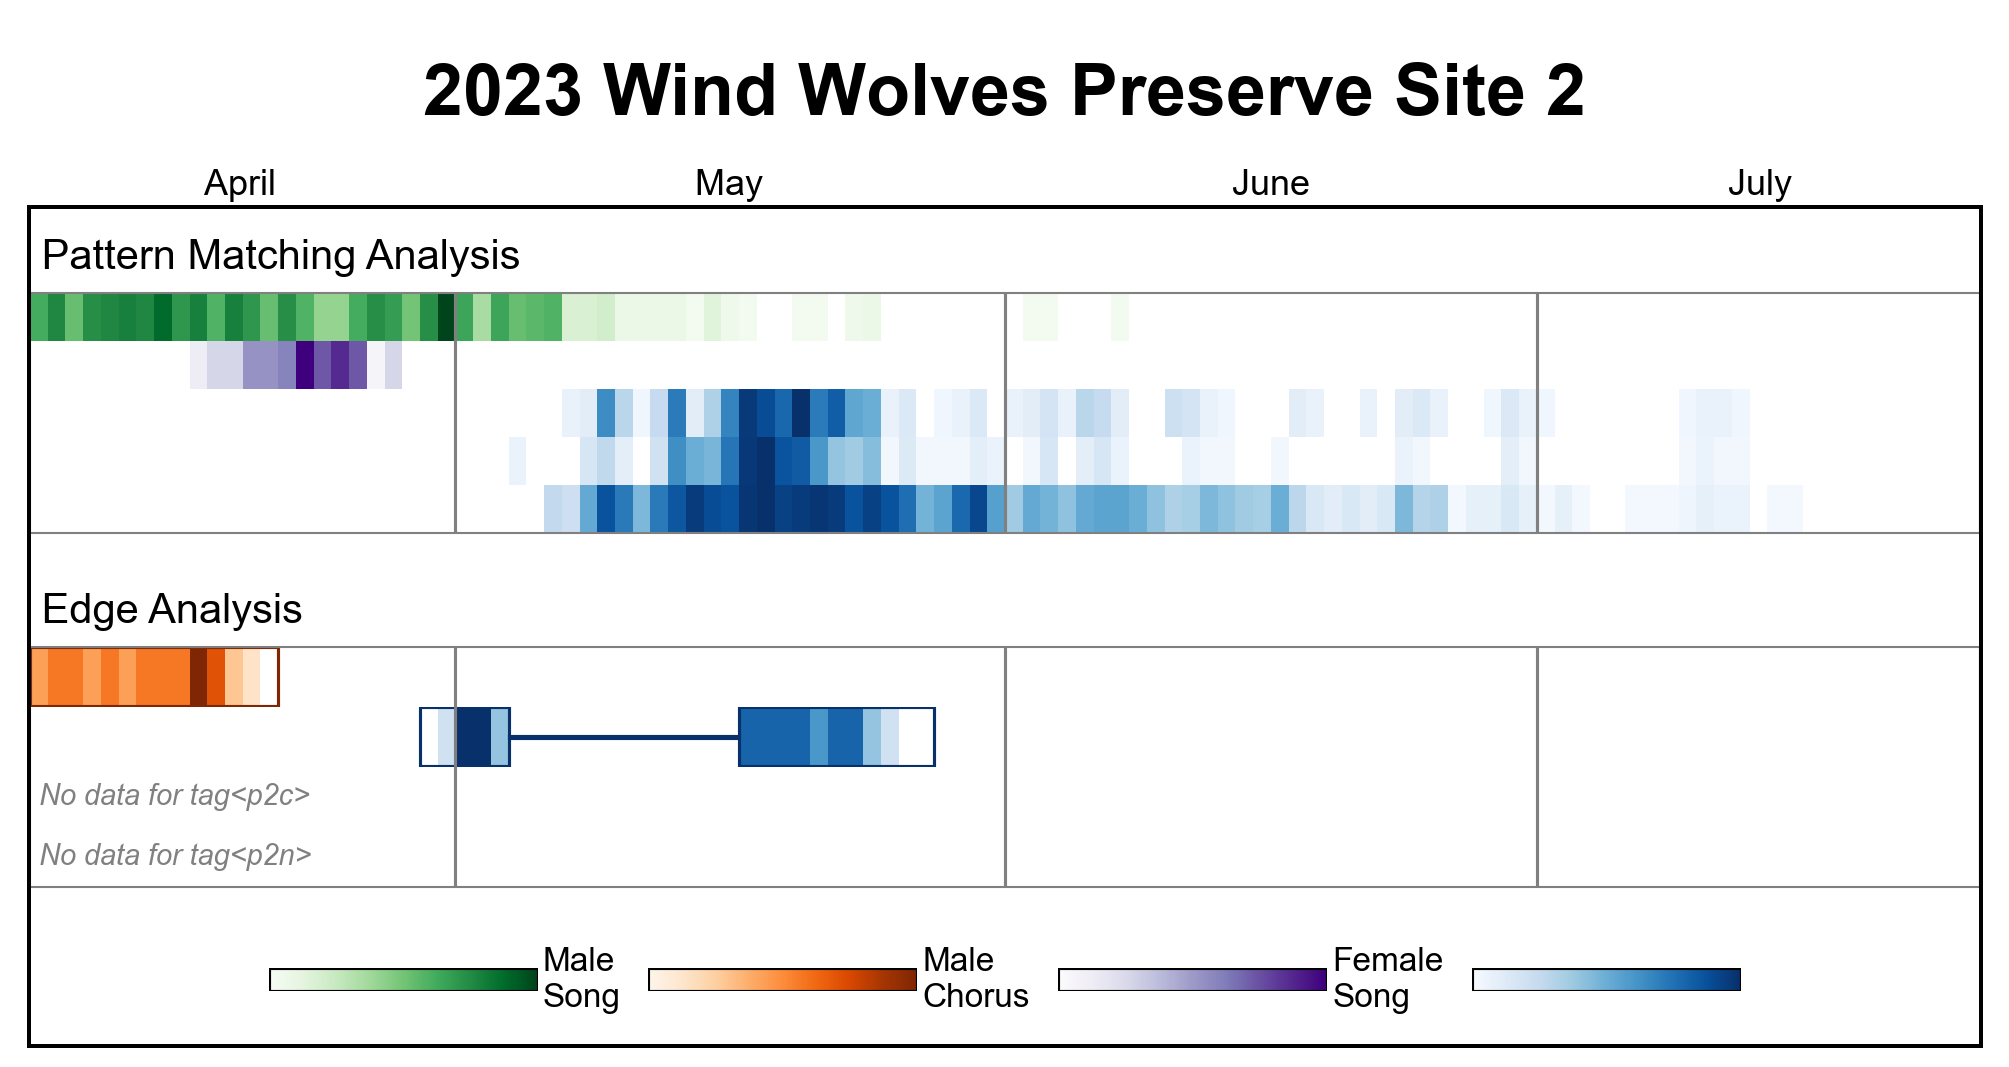 2023 Wind Wolves Preserve Site 2
April May June July
Pattern Matching Analysis
Edge Analysis
No data for tag<p2c>
No data for tag<p2n>
Male Song
Male Chorus
Female Song